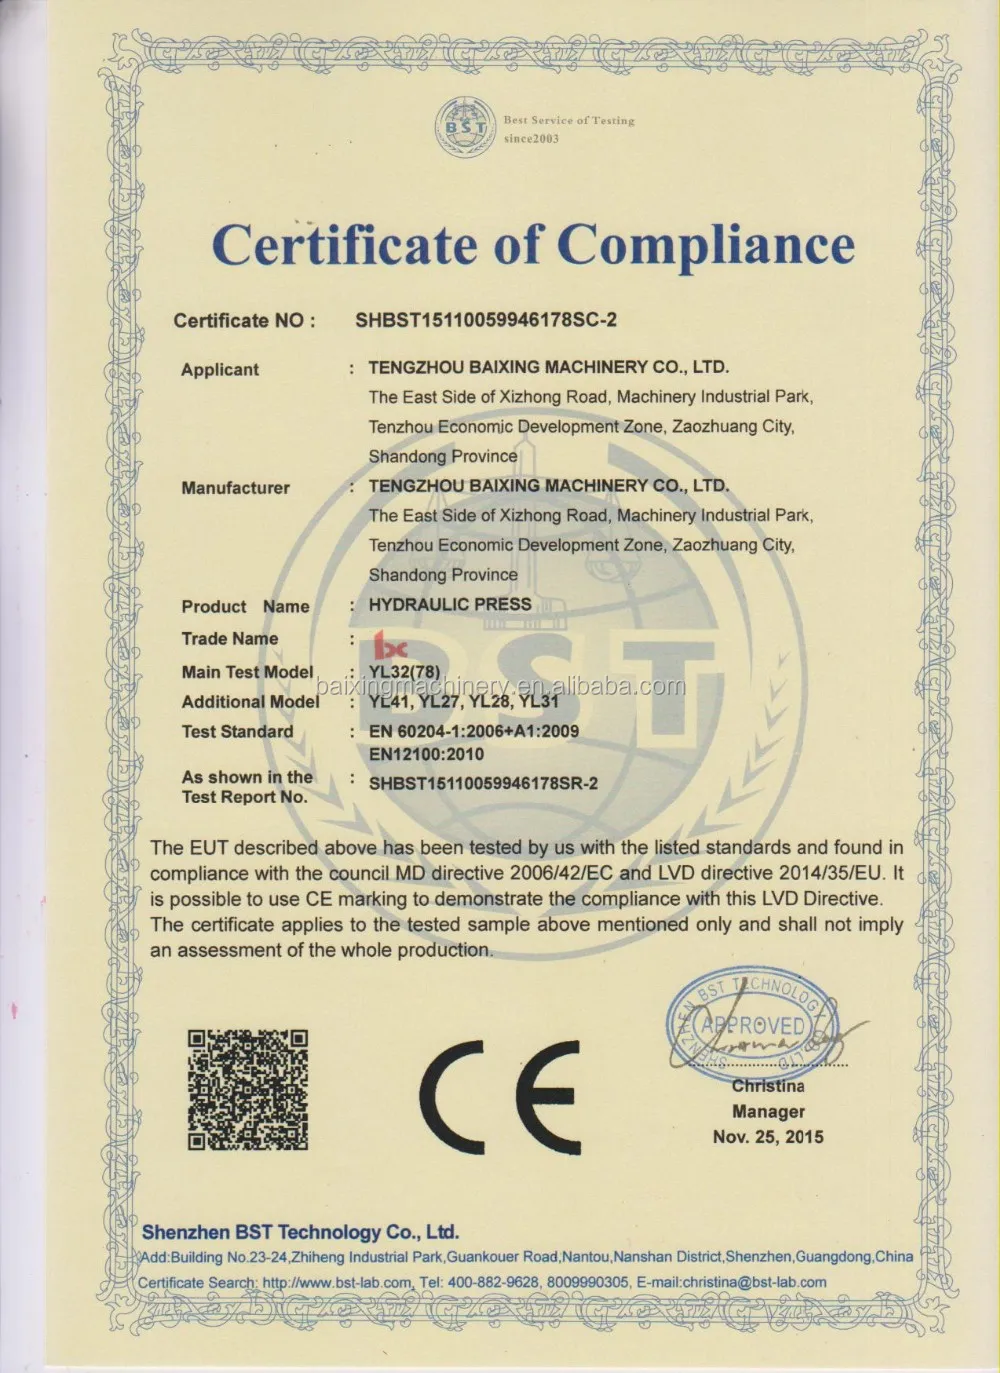 BST
Best Service of Testing
since2003
Certificate of Compliance
Certificate NO : SHBST15110059946178SC-2
Applicant : TENGZHOU BAIXING MACHINERY CO., LTD.
The East Side of Xizhong Road, Machinery Industrial Park,
Tenzhou Economic Development Zone, Zaozhuang City,
Shandong Province
Manufacturer : TENGZHOU BAIXING MACHINERY CO., LTD.
The East Side of Xizhong Road, Machinery Industrial Park,
Tenzhou Economic Development Zone, Zaozhuang City,
Shandong Province
Product Name : HYDRAULIC PRESS
Trade Name : bx
BST
Main Test Model : YL32(78)
baixingmachinery.en.alibaba.com
Additional Model : YL41, YL27, YL28, YL31
Test Standard : EN 60204-1:2006+A1:2009
EN12100:2010
As shown in the : SHBST15110059946178SR-2
Test Report No.
The EUT described above has been tested by us with the listed standards and found in
compliance with the council MD directive 2006/42/EC and LVD directive 2014/35/EU. It
is possible to use CE marking to demonstrate the compliance with this LVD Directive.
The certificate applies to the tested sample above mentioned only and shall not imply
an assessment of the whole production.
SHENZHEN BST TECHNOLOGY CO.,LTD
APPROVED
CE
Christina
Manager
Nov. 25, 2015
Shenzhen BST Technology Co., Ltd.
Add:Building No.23-24,Zhiheng Industrial Park,Guankouer Road,Nantou,Nanshan District,Shenzhen,Guangdong,China
Certificate Search: http://www.bst-lab.com, Tel: 400-882-9628, 8009990305, E-mail:christina@bst-lab.com